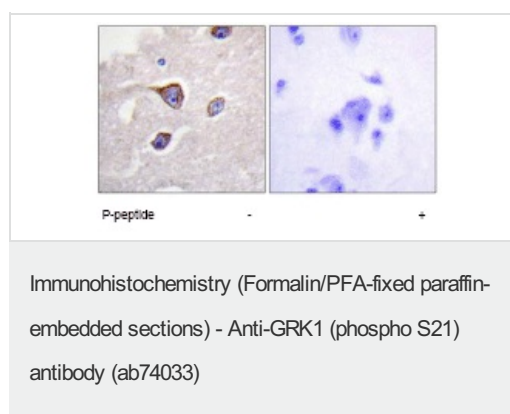 P-peptide - +
Immunohistochemistry (Formalin/PFA-fixed paraffin-
embedded sections) - Anti-GRK1 (phospho S21)
antibody (ab74033)